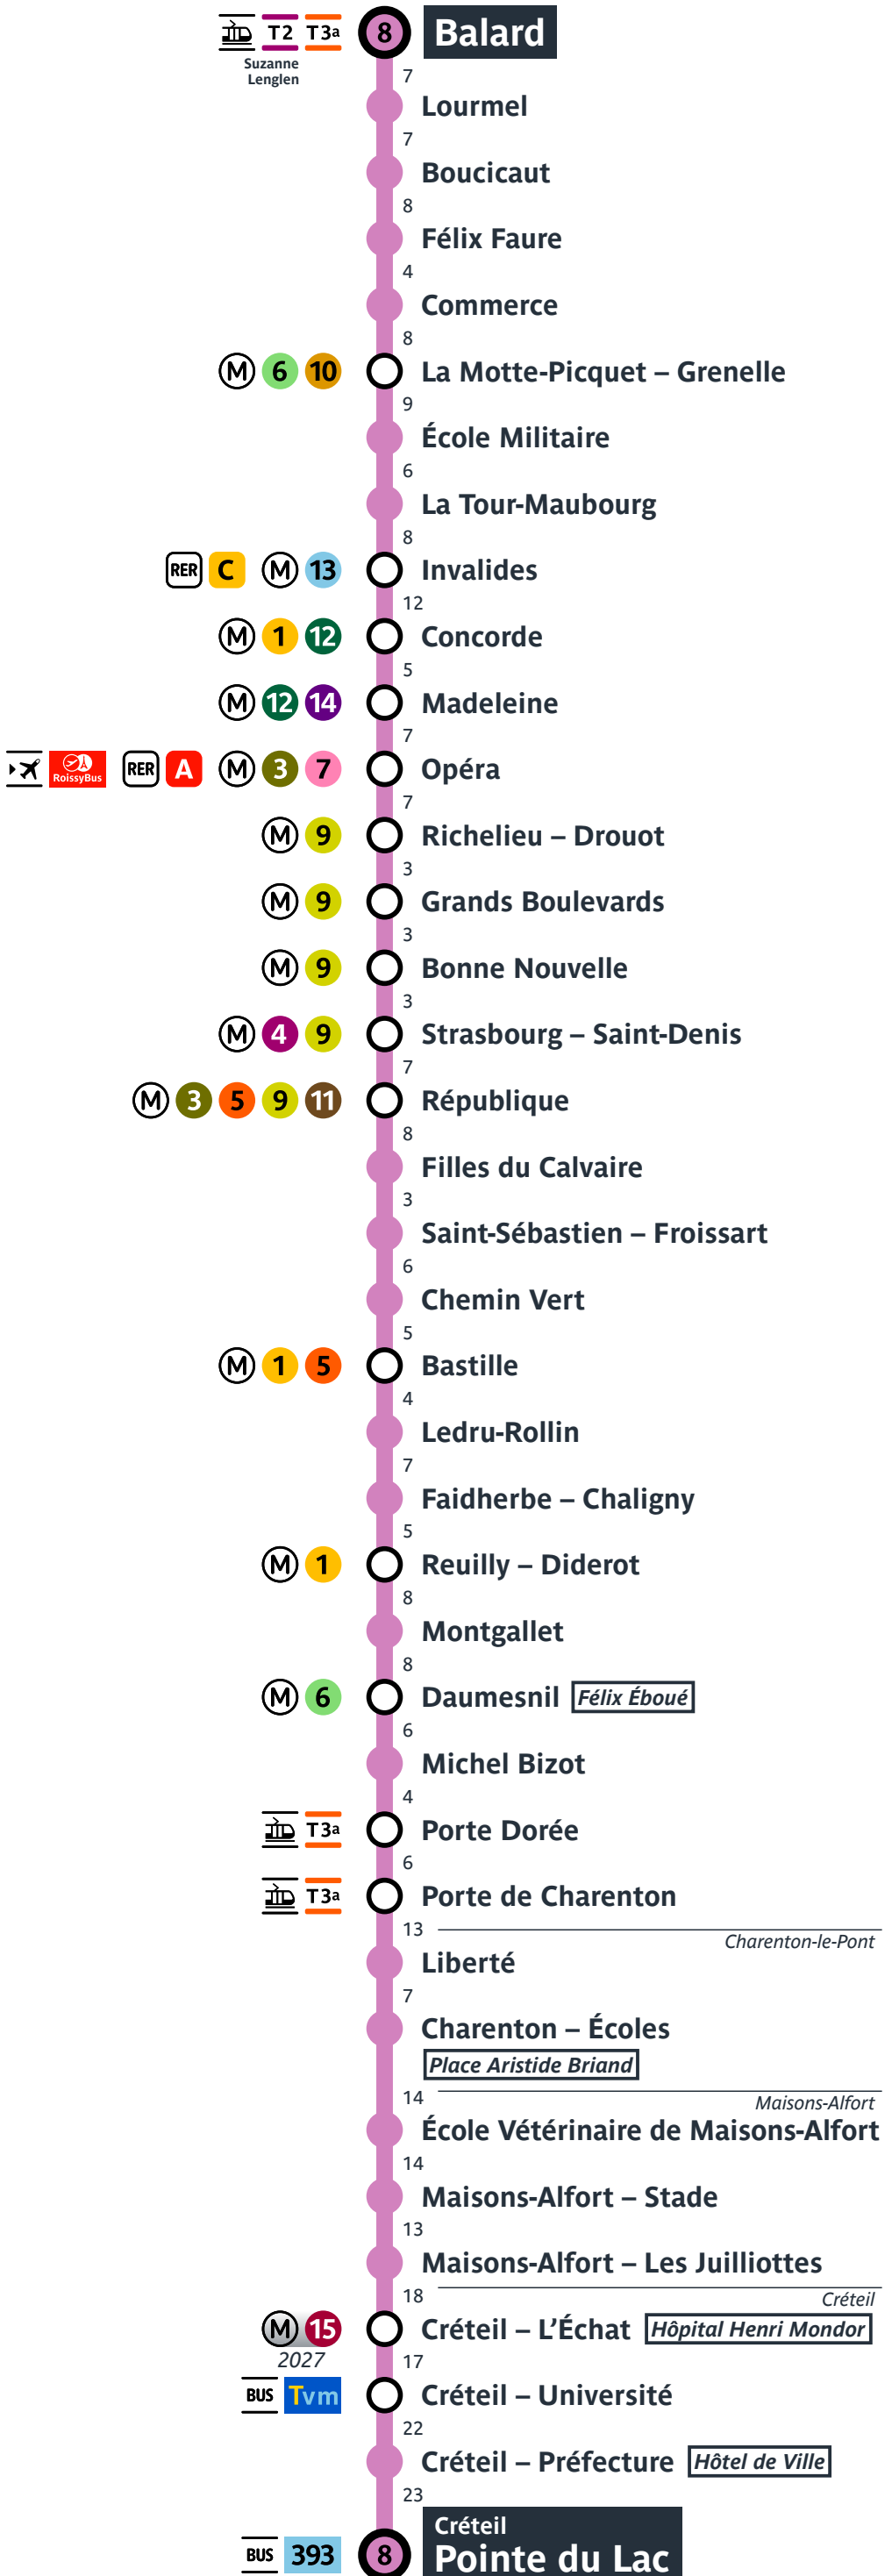 T2 T3a 8 Balard
Suzanne
Lenglen
7
Lourmel
7
Boucicaut
8
Félix Faure
4
Commerce
8
M 6 10 La Motte-Picquet – Grenelle
9
École Militaire
6
La Tour-Maubourg
8
RER C M 13 Invalides
12
M 1 12 Concorde
5
M 12 14 Madeleine
7
RoissyBus RER A M 3 7 Opéra
7
M 9 Richelieu – Drouot
3
M 9 Grands Boulevards
3
M 9 Bonne Nouvelle
3
M 4 9 Strasbourg – Saint-Denis
7
M 3 5 9 11 République
8
Filles du Calvaire
3
Saint-Sébastien – Froissart
6
Chemin Vert
5
M 1 5 Bastille
4
Ledru-Rollin
7
Faidherbe – Chaligny
5
M 1 Reuilly – Diderot
8
Montgallet
8
M 6 Daumesnil Félix Éboué
6
Michel Bizot
4
T3a Porte Dorée
6
T3a Porte de Charenton
13
Charenton-le-Pont
Liberté
7
Charenton – Écoles
Place Aristide Briand
14
Maisons-Alfort
École Vétérinaire de Maisons-Alfort
14
Maisons-Alfort – Stade
13
Maisons-Alfort – Les Juilliottes
18
Créteil
M 15 Créteil – L’Échat Hôpital Henri Mondor
2027
17
BUS Tvm Créteil – Université
22
Créteil – Préfecture Hôtel de Ville
23
Créteil
BUS 393 8 Pointe du Lac